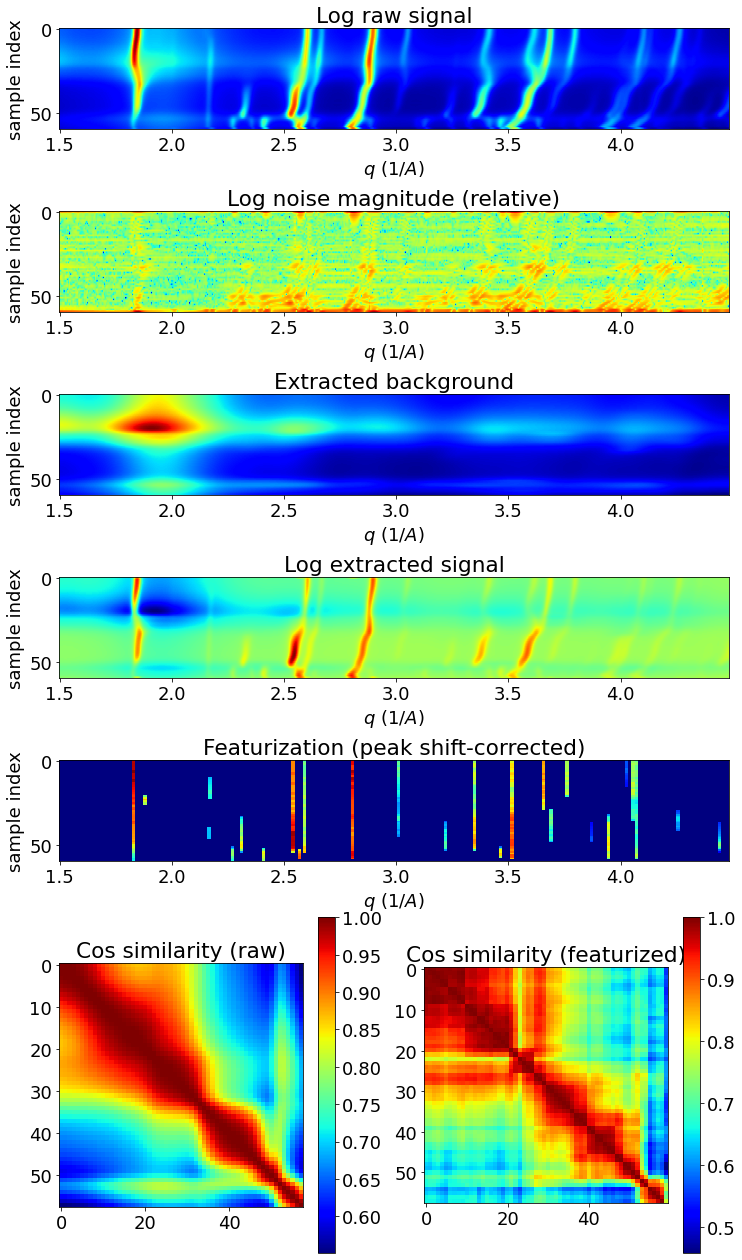 Log raw signal
sample index
0
50
1.5 2.0 2.5 3.0 3.5 4.0
q (1/A)
Log noise magnitude (relative)
sample index
0
50
1.5 2.0 2.5 3.0 3.5 4.0
q (1/A)
Extracted background
sample index
0
50
1.5 2.0 2.5 3.0 3.5 4.0
q (1/A)
Log extracted signal
sample index
0
50
1.5 2.0 2.5 3.0 3.5 4.0
q (1/A)
Featurization (peak shift-corrected)
sample index
0
50
1.5 2.0 2.5 3.0 3.5 4.0
q (1/A)
Cos similarity (raw)
0
10
20
30
40
50
0 20 40
1.00
0.95
0.90
0.85
0.80
0.75
0.70
0.65
0.60
Cos similarity (featurized)
0
10
20
30
40
50
0 20 40
1.0
0.9
0.8
0.7
0.6
0.5